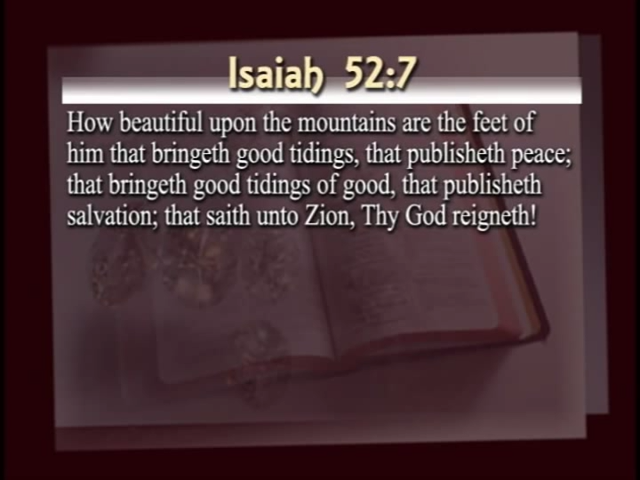 Isaiah 52:7
How beautiful upon the mountains are the feet of
him that bringeth good tidings, that publisheth peace;
that bringeth good tidings of good, that publisheth
salvation; that saith unto Zion, Thy God reigneth!